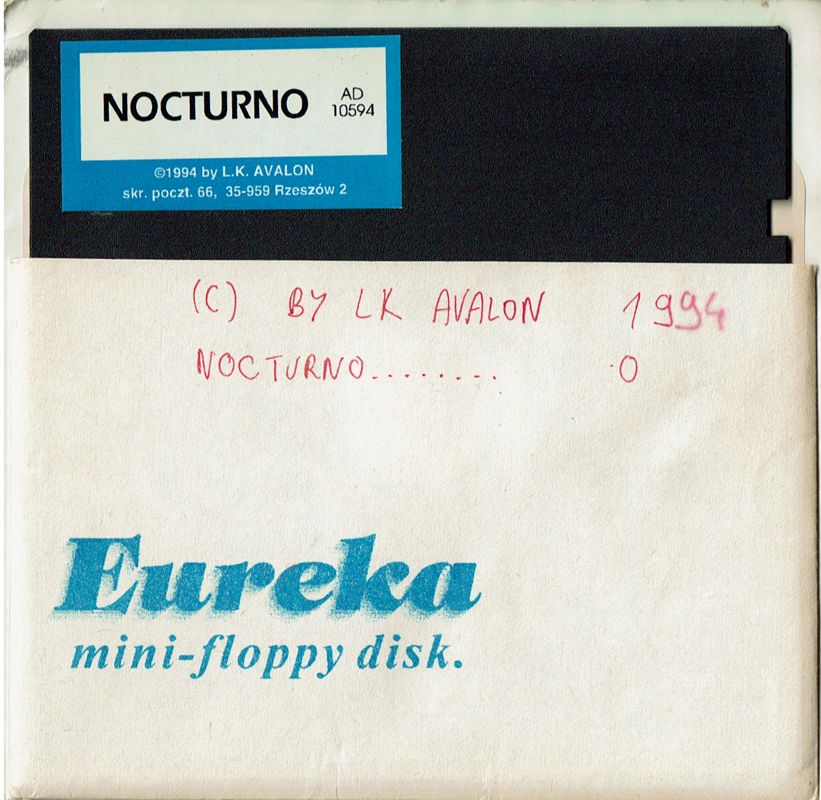 NOCTURNO
AD
10594
©1994 by L.K. AVALON
skr. poczt. 66, 35-959 Rzeszów 2
(C) BY LK AVALON 1994
NOCTURNO........ 0
Eureka
mini-floppy disk.